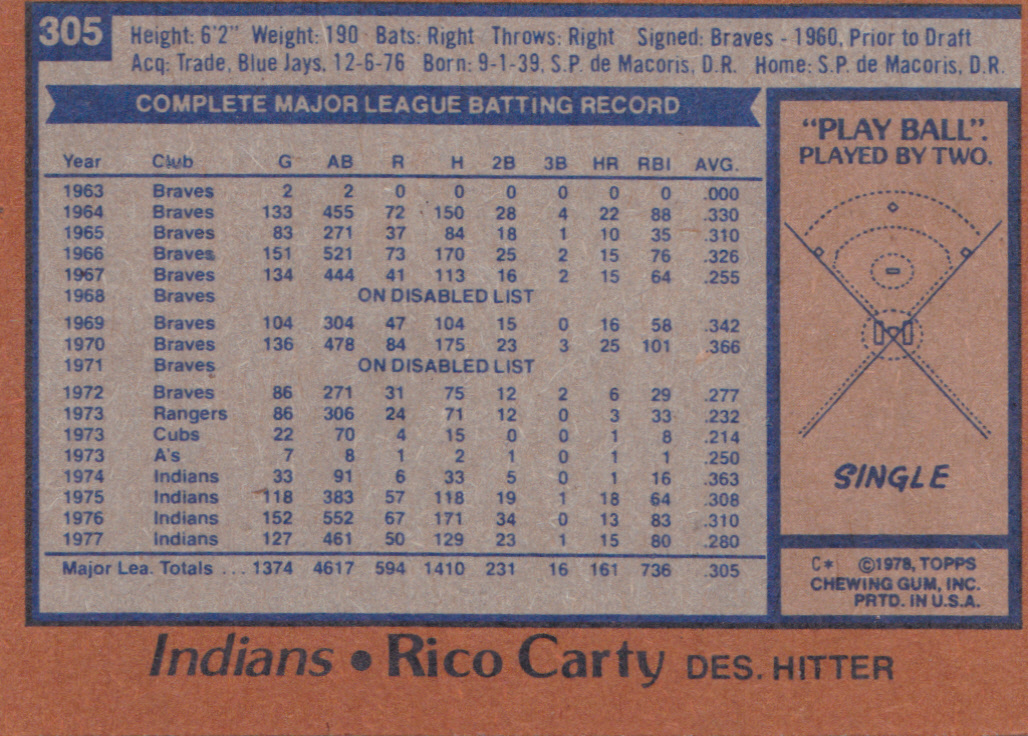 305
Height: 6'2" Weight: 190 Bats: Right Throws: Right Signed: Braves - 1960, Prior to Draft
Acq: Trade, Blue Jays, 12-6-76 Born: 9-1-39, S.P. de Macoris, D.R. Home: S.P. de Macoris, D.R.
COMPLETE MAJOR LEAGUE BATTING RECORD
Year Club G AB R H 2B 3B HR RBI AVG.
1963 Braves 2 2 0 0 0 0 0 0 .000
1964 Braves 133 455 72 150 28 4 22 88 .330
1965 Braves 83 271 37 84 18 1 10 35 .310
1966 Braves 151 521 73 170 25 2 15 76 .326
1967 Braves 134 444 41 113 16 2 15 64 .255
1968 Braves ON DISABLED LIST
1969 Braves 104 304 47 104 15 0 16 58 .342
1970 Braves 136 478 84 175 23 3 25 101 .366
1971 Braves ON DISABLED LIST
1972 Braves 86 271 31 75 12 2 6 29 .277
1973 Rangers 86 306 24 71 12 0 3 33 .232
1973 Cubs 22 70 4 15 0 0 1 8 .214
1973 A's 7 8 1 2 1 0 1 1 .250
1974 Indians 33 91 6 33 5 0 1 16 .363
1975 Indians 118 383 57 118 19 1 18 64 .308
1976 Indians 152 552 67 171 34 0 13 83 .310
1977 Indians 127 461 50 129 23 1 15 80 .280
Major Lea. Totals ... 1374 4617 594 1410 231 16 161 736 .305
"PLAY BALL".
PLAYED BY TWO.
SINGLE
C* ©1978, TOPPS
CHEWING GUM, INC.
PRTD. IN U.S.A.
Indians • Rico Carty DES. HITTER